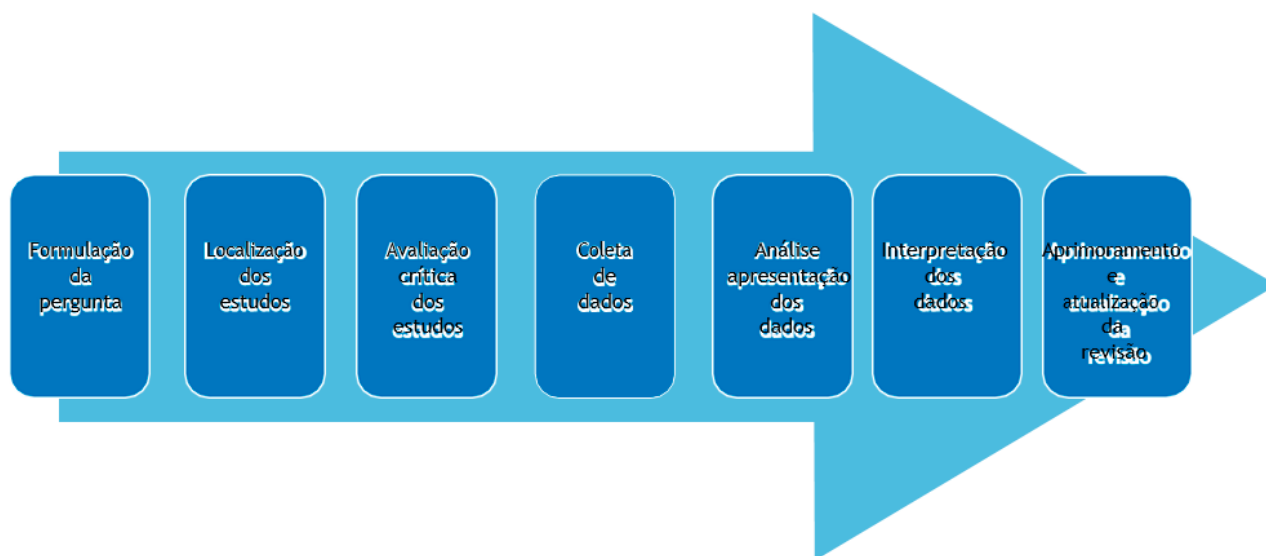 Formulação
da
pergunta
Localização
dos
estudos
Avaliação
crítica
dos
estudos
Coleta
de
dados
Análise
apresentação
dos
dados
Interpretação
dos
dados
Aprimoramento
e
atualização
da
revisão